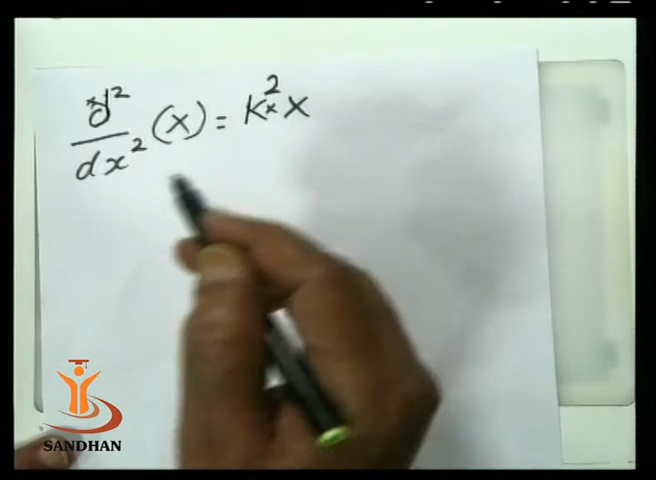 d²/dx² (x) = Kₓ² X
SANDHAN